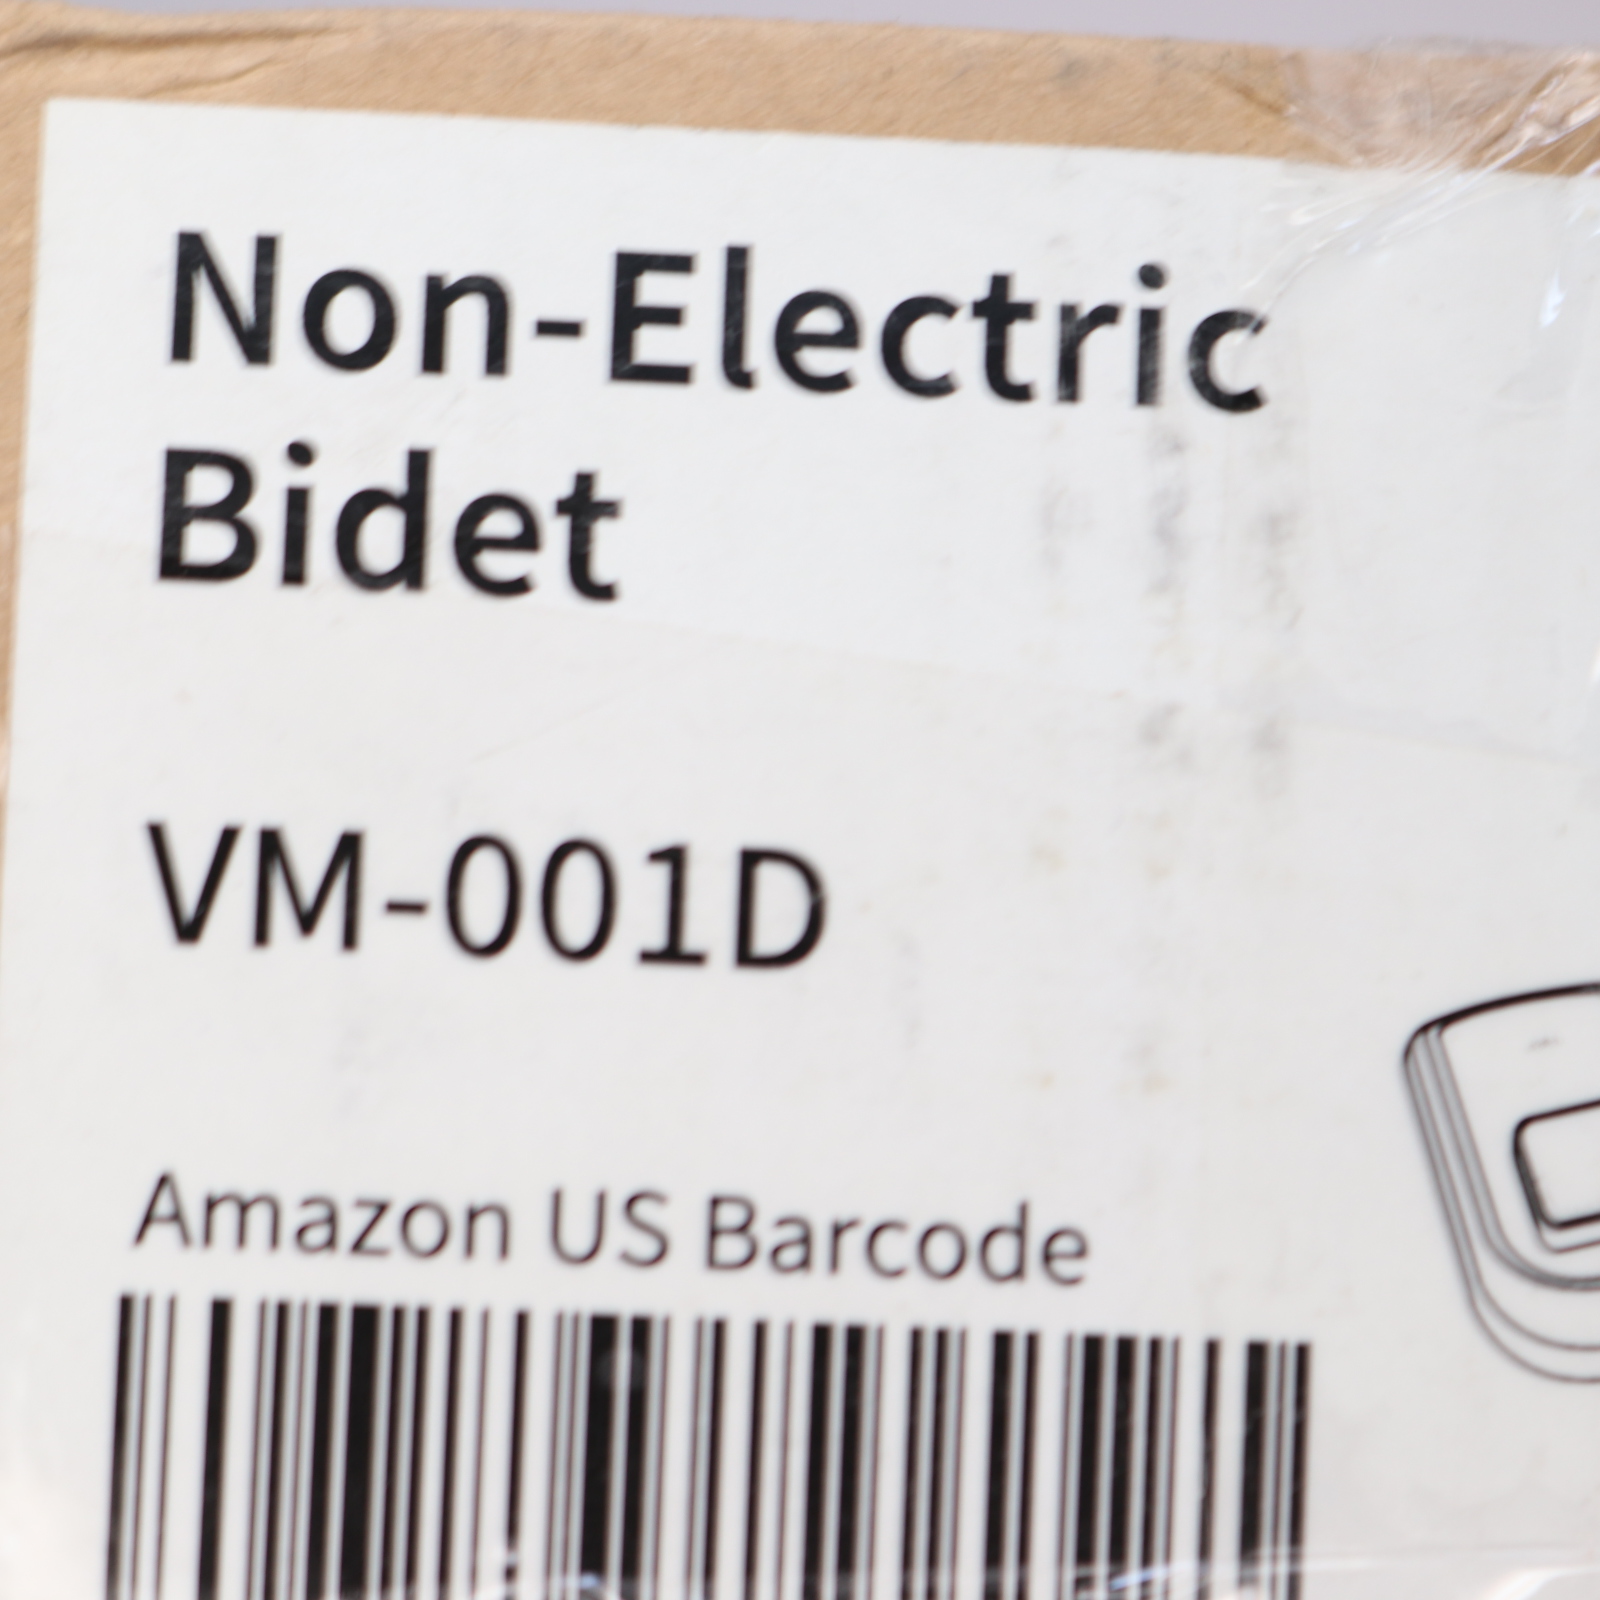 Non-Electric
Bidet
VM-001D
Amazon US Barcode